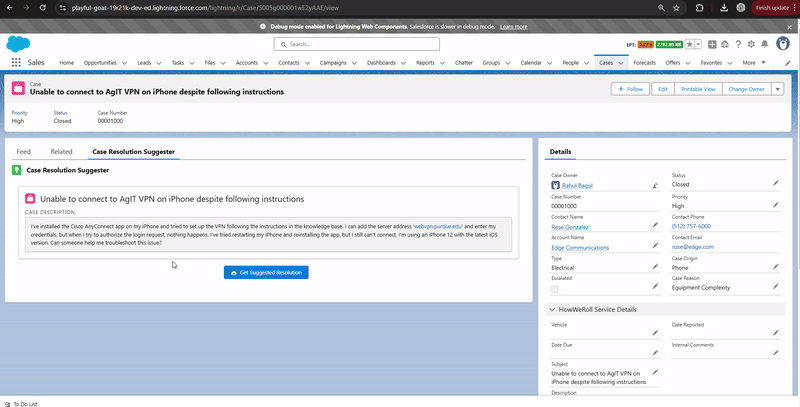 playful-goat-19r21k-dev-ed.lightning.force.com/lightning/r/Case/5005g000001wE2yAAE/view
Finish update
Debug mode enabled for Lightning Web Components. Salesforce is slower in debug mode. Learn more
Search...
EPT:
2282.89 KB
Sales
Home
Opportunities
Leads
Tasks
Files
Accounts
Contacts
Campaigns
Dashboards
Reports
Chatter
Groups
Calendar
People
Cases
Forecasts
Offers
Favorites
More
Case
Unable to connect to AgIT VPN on iPhone despite following instructions
+ Follow
Edit
Printable View
Change Owner
Priority
High
Status
Closed
Case Number
00001000
Feed
Related
Case Resolution Suggester
Case Resolution Suggester
Unable to connect to AgIT VPN on iPhone despite following instructions
CASE DESCRIPTION
I've installed the Cisco AnyConnect app on my iPhone and tried to set up the VPN following the instructions in the knowledge base. I can add the server address 'webvpn.purdue.edu' and enter my
credentials, but when I try to authorize the login request, nothing happens. I've tried restarting my iPhone and reinstalling the app, but I still can't connect. I'm using an iPhone 12 with the latest iOS
version. Can someone help me troubleshoot this issue?
Get Suggested Resolution
Details
Case Owner
Rahul Bagul
Status
Closed
Case Number
00001000
Priority
High
Contact Name
Rose Gonzalez
Contact Phone
(512) 757-6000
Account Name
Edge Communications
Contact Email
rose@edge.com
Type
Electrical
Case Origin
Phone
Escalated
Case Reason
Equipment Complexity
HowWeRoll Service Details
Vehicle
Date Reported
Date Due
Internal Comments
Subject
Unable to connect to AgIT VPN on
iPhone despite following instructions
Description
To Do List